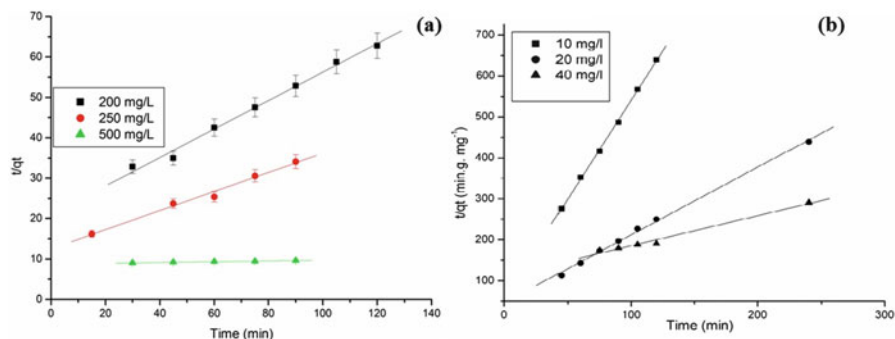 (a)
t/qt
70
60
50
40
30
20
10
0
200 mg/L
250 mg/L
500 mg/L
0 20 40 60 80 100 120 140
Time (min)
(b)
t/qt (min.g. mg⁻¹)
700
600
500
400
300
200
100
10 mg/l
20 mg/l
40 mg/l
0 100 200 300
Time (min)